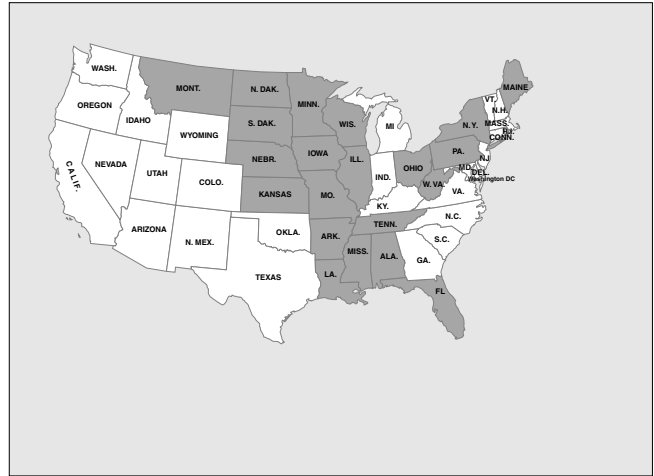 WASH.
MONT.
N. DAK.
MINN.
MAINE
OREGON
IDAHO
S. DAK.
WIS.
MI
VT.
N.H.
N.Y.
MASS.
R.I.
CONN.
WYOMING
NEBR.
IOWA
PA.
NJ
NEVADA
UTAH
COLO.
KANSAS
MO.
ILL.
IND.
OHIO
W. VA.
MD.
DEL.
Washington DC
VA.
KY.
CALIF.
ARIZONA
N. MEX.
OKLA.
ARK.
TENN.
N.C.
S.C.
TEXAS
LA.
MISS.
ALA.
GA.
FL